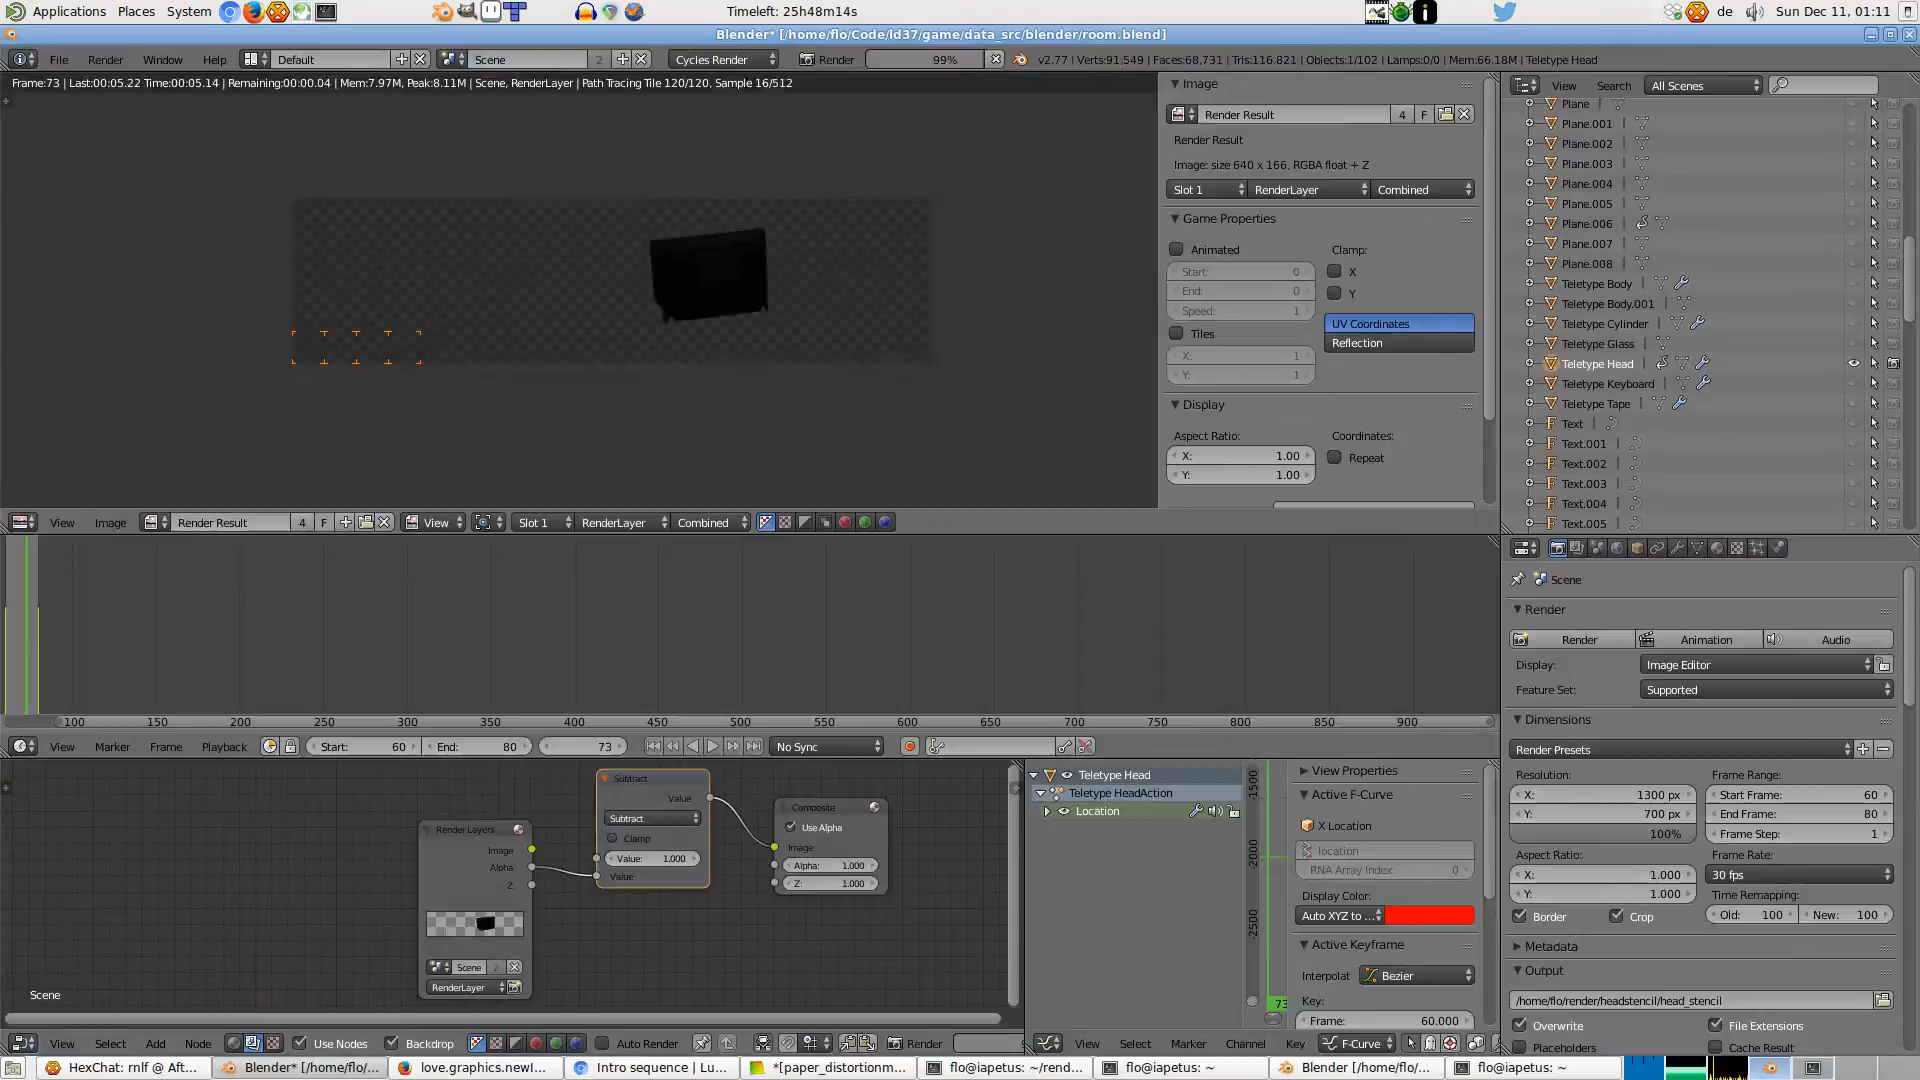 Applications Places System Timeleft: 25h48m14s de Sun Dec 11, 01:11
Blender* [/home/flo/Code/ld37/game/data_src/blender/room.blend]
File Render Window Help Default Scene 2 Cycles Render Render 99% v2.77 | Verts:91,549 | Faces:68,731 | Tris:116.821 | Objects:1/102 | Lamps:0/0 | Mem:66.18M | Teletype Head
Frame:73 | Last:00:05.22 Time:00:05.14 | Remaining:00:00.04 | Mem:7.97M, Peak:8.11M | Scene, RenderLayer | Path Tracing Tile 120/120, Sample 16/512
Image
Render Result 4 F
Render Result
Image: size 640 x 166, RGBA float + Z
Slot 1 RenderLayer Combined
Game Properties
Animated Clamp:
Start: 0 X
End: 0 Y
Speed: 1
Tiles UV Coordinates
X: 1 Reflection
Y: 1
Display
Aspect Ratio: Coordinates:
X: 1.00 Repeat
Y: 1.00
View Image Render Result 4 F View Slot 1 RenderLayer Combined
View Search All Scenes
Plane
Plane.001
Plane.002
Plane.003
Plane.004
Plane.005
Plane.006
Plane.007
Plane.008
Teletype Body
Teletype Body.001
Teletype Cylinder
Teletype Glass
Teletype Head
Teletype Keyboard
Teletype Tape
Text
Text.001
Text.002
Text.003
Text.004
Text.005
100 150 200 250 300 350 400 450 500 550 600 650 700 750 800 850 900
View Marker Frame Playback Start: 60 End: 80 73 No Sync
Subtract
Value
Subtract
Clamp
Value: 1.000
Value
Composite
Use Alpha
Image
Alpha: 1.000
Z: 1.000
Render Layers
Image
Alpha
Z
Scene 2
RenderLayer
Scene
View Select Add Node Use Nodes Backdrop Auto Render Render
Teletype Head
Teletype HeadAction
Location
-1500
-2000
-2500
73
View Properties
Active F-Curve
X Location
location
RNA Array Index: 0
Display Color:
Auto XYZ to ...
Active Keyframe
Interpolat Bezier
Key:
Frame: 60.000
View Select Marker Channel Key F-Curve
Scene
Render
Render Animation Audio
Display: Image Editor
Feature Set: Supported
Dimensions
Render Presets
Resolution: Frame Range:
X: 1300 px Start Frame: 60
Y: 700 px End Frame: 80
100% Frame Step: 1
Aspect Ratio: Frame Rate:
X: 1.000 30 fps
Y: 1.000 Time Remapping:
Border Crop Old: 100 New: 100
Metadata
Output
/home/flo/render/headstencil/head_stencil
Overwrite File Extensions
Placeholders Cache Result
HexChat: rnlf @ Aft... Blender* [/home/flo/... love.graphics.newI... Intro sequence | Lu... *[paper_distortionm... flo@iapetus: ~/rend... flo@iapetus: ~ Blender [/home/flo/... flo@iapetus: ~